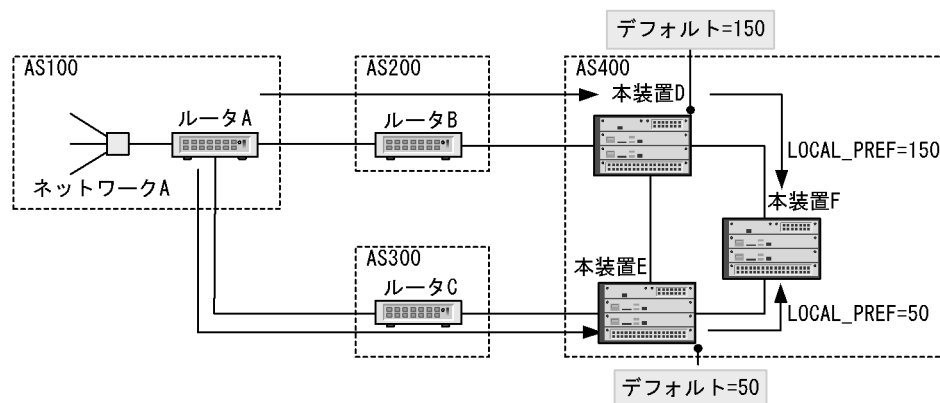 デフォルト=150
AS100
AS200
AS400
本装置D
ルータA
ルータB
LOCAL_PREF=150
ネットワークA
本装置F
AS300
本装置E
ルータC
LOCAL_PREF=50
デフォルト=50